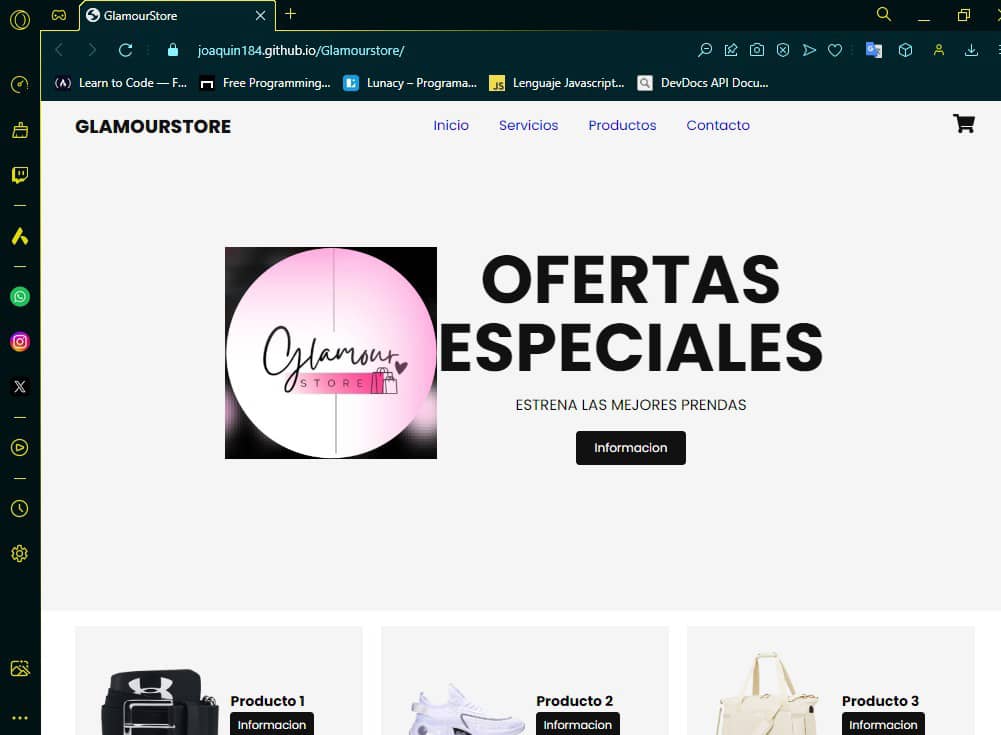 GlamourStore
joaquin184.github.io/Glamourstore/
Learn to Code — F... Free Programming... Lunacy – Programa... JS Lenguaje Javascript... DevDocs API Docu...
GLAMOURSTORE Inicio Servicios Productos Contacto
OFERTAS
ESPECIALES
Glamour
STORE
ESTRENA LAS MEJORES PRENDAS
Informacion
Producto 1
Informacion
Producto 2
Informacion
Producto 3
Informacion